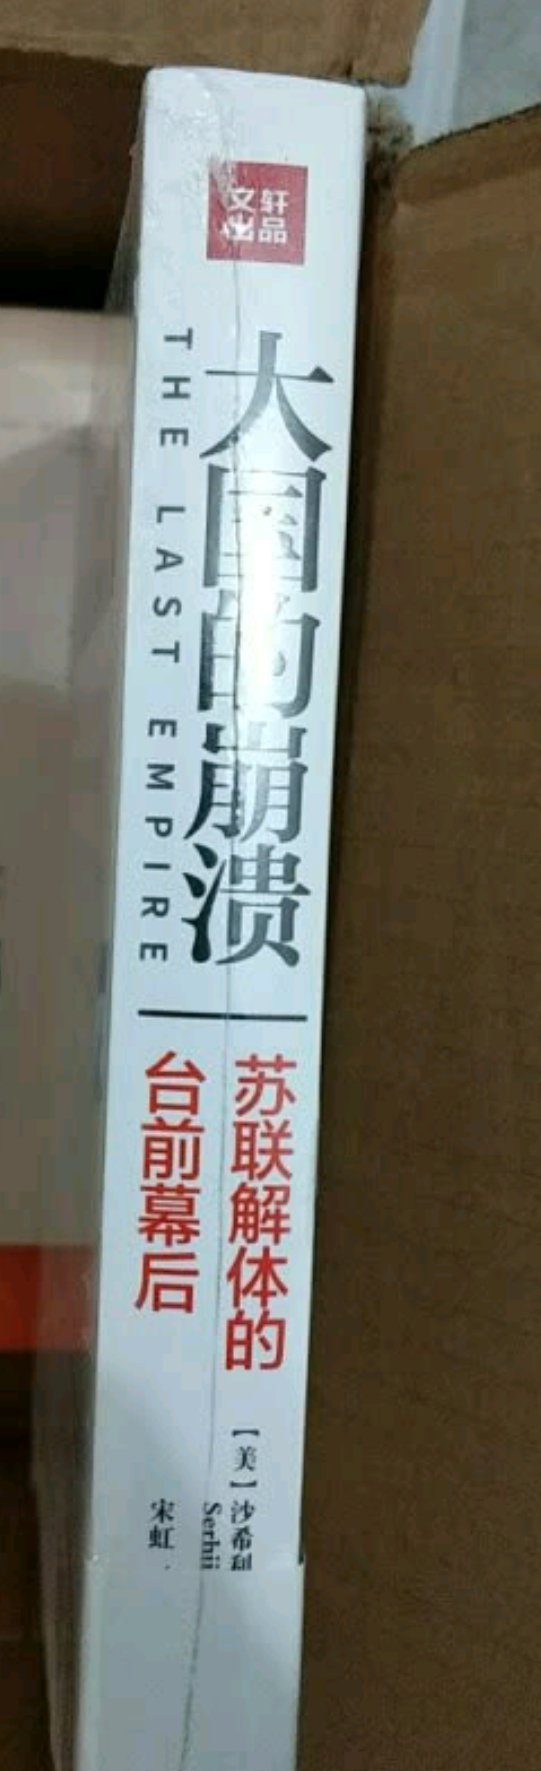 文轩
出品
大国的崩溃
THE LAST EMPIRE
苏联解体的
台前幕后
【美】沙希利
Serhii
宋虹